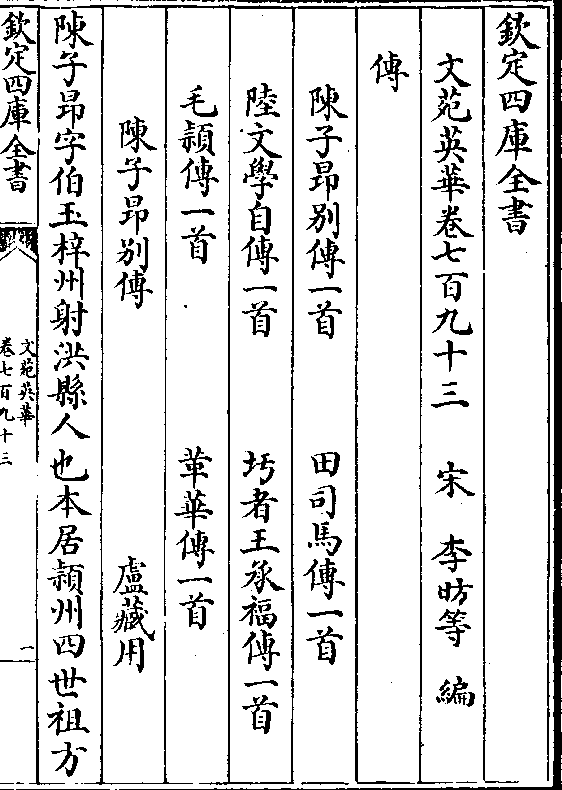 欽定四庫全書
文苑英華卷七百九十三 宋 李昉等 編
傳
陳子昻別傳一首 田司馬傳一首
陸文學自傳一首 圬者王承福傳一首
毛頴傳一首 革華傳一首
陳子昻別傳 盧藏用
陳子昻字伯玉梓州射洪縣人也本居頴州四世祖方
欽定四庫全書
文苑英華
卷七百九十三
一